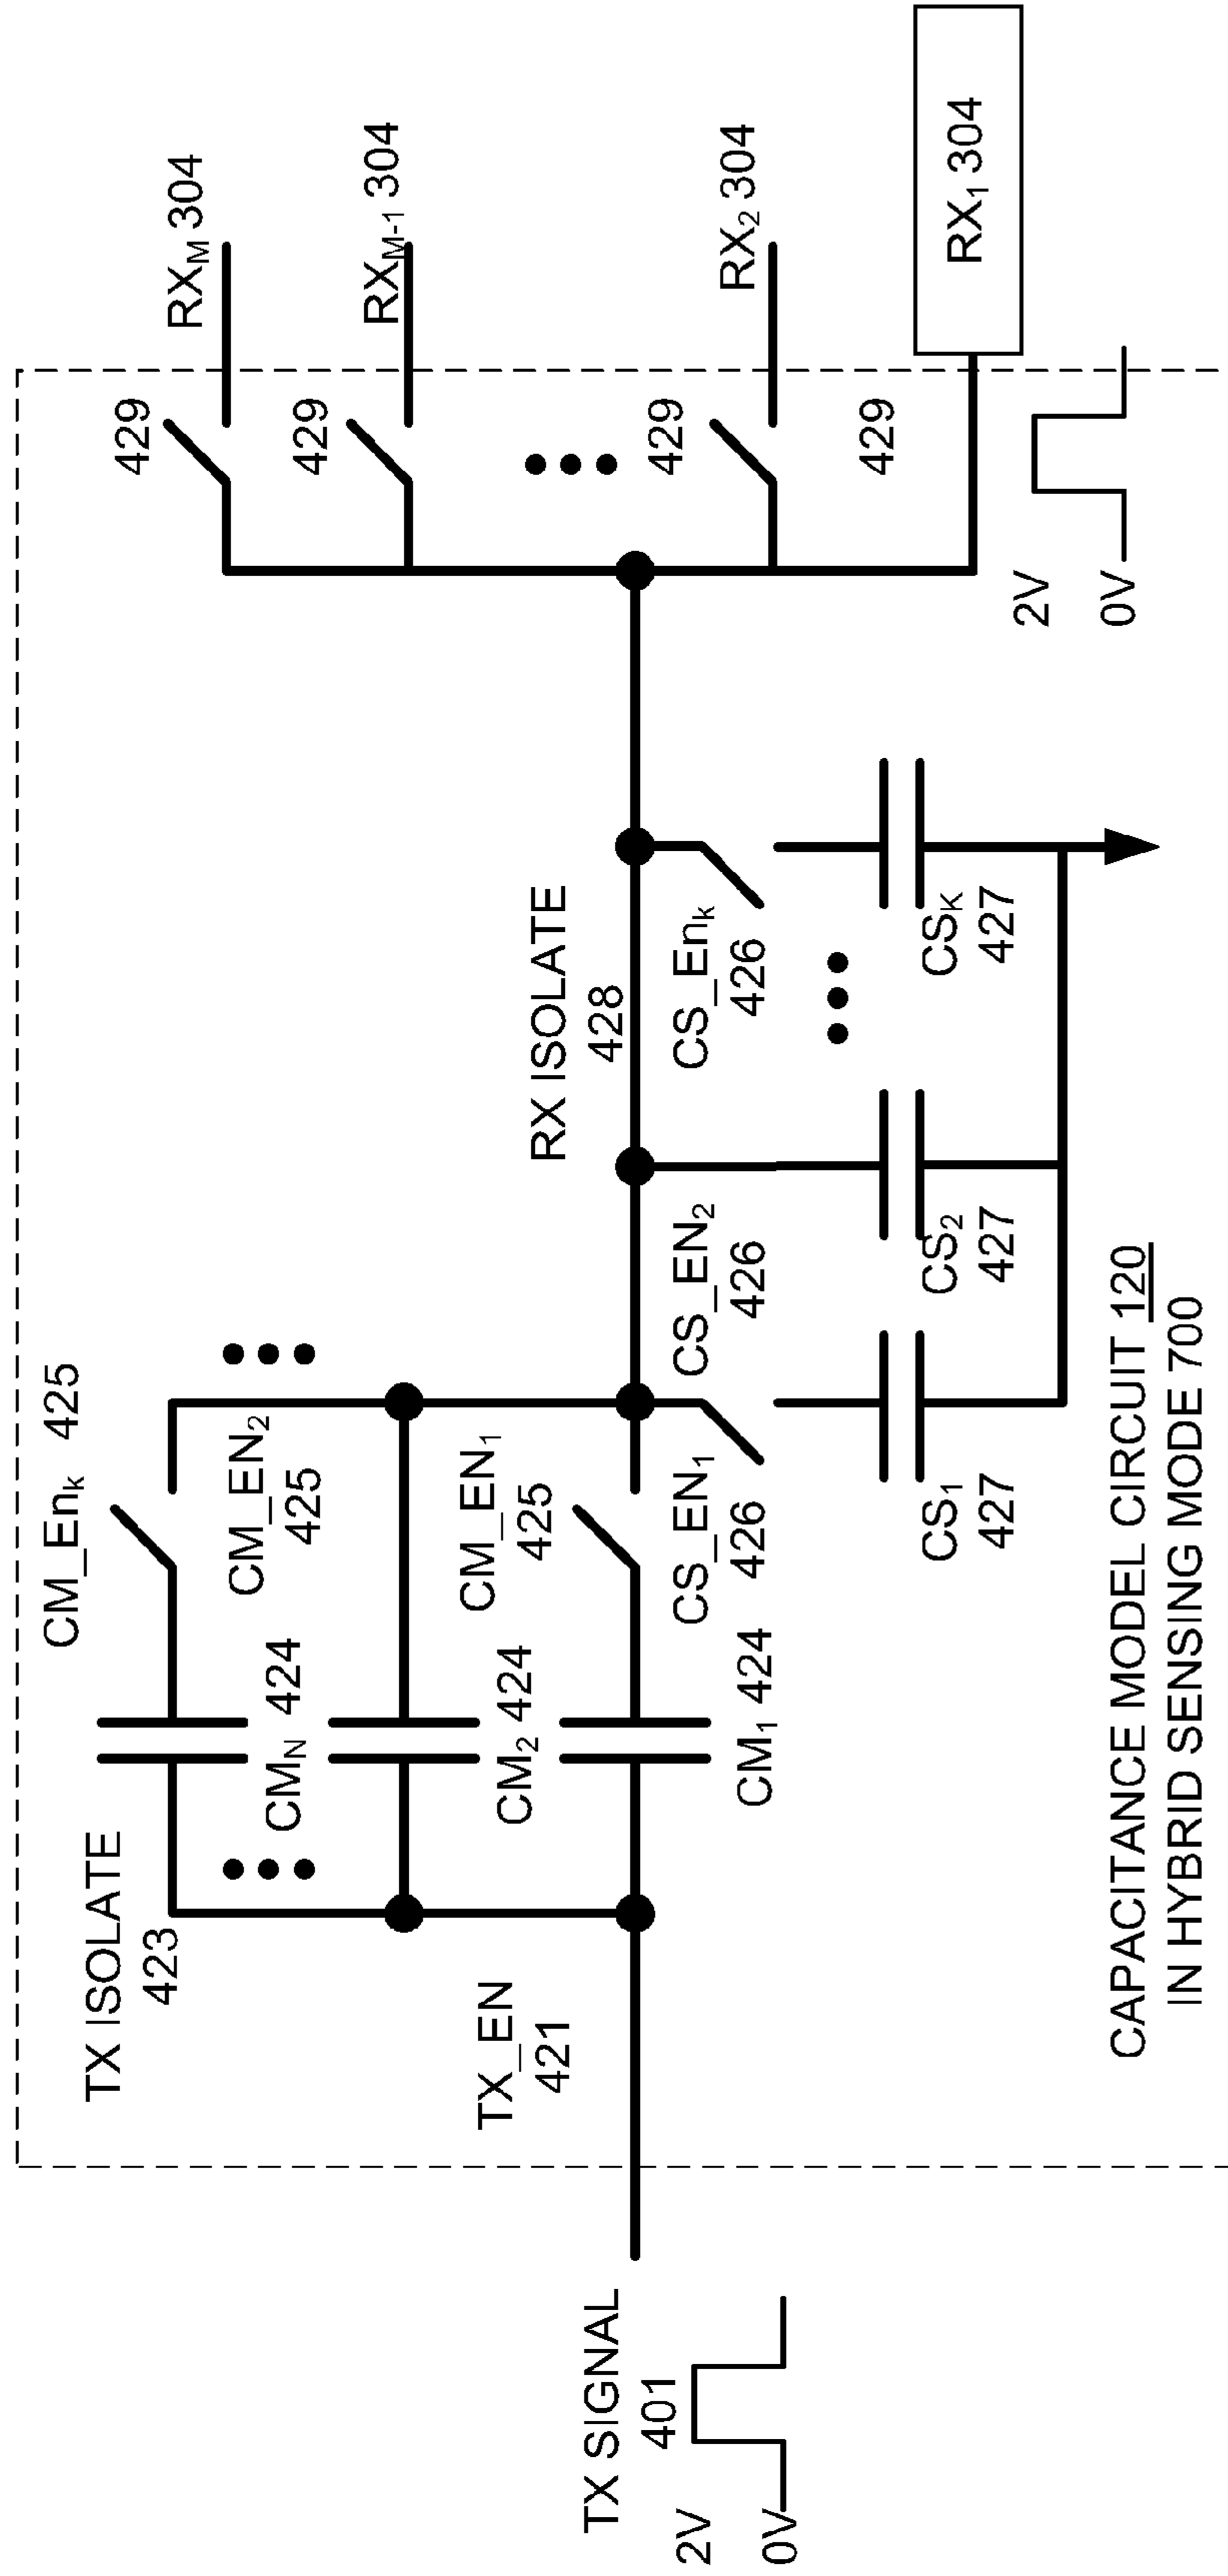 CM_Enk 425
TX ISOLATE
423
CMN 424
CM_EN2
425
TX_EN
421
CM2 424
CM_EN1
425
TX SIGNAL
401
2V
0V
CM1 424
CS_EN1
426
CS_EN2
426
RX ISOLATE
428
CS_Enk
426
CS1
427
CS2
427
CSK
427
429
RXM 304
429
RXM-1 304
429
RX2 304
429
RX1 304
2V
0V
CAPACITANCE MODEL CIRCUIT 120
IN HYBRID SENSING MODE 700